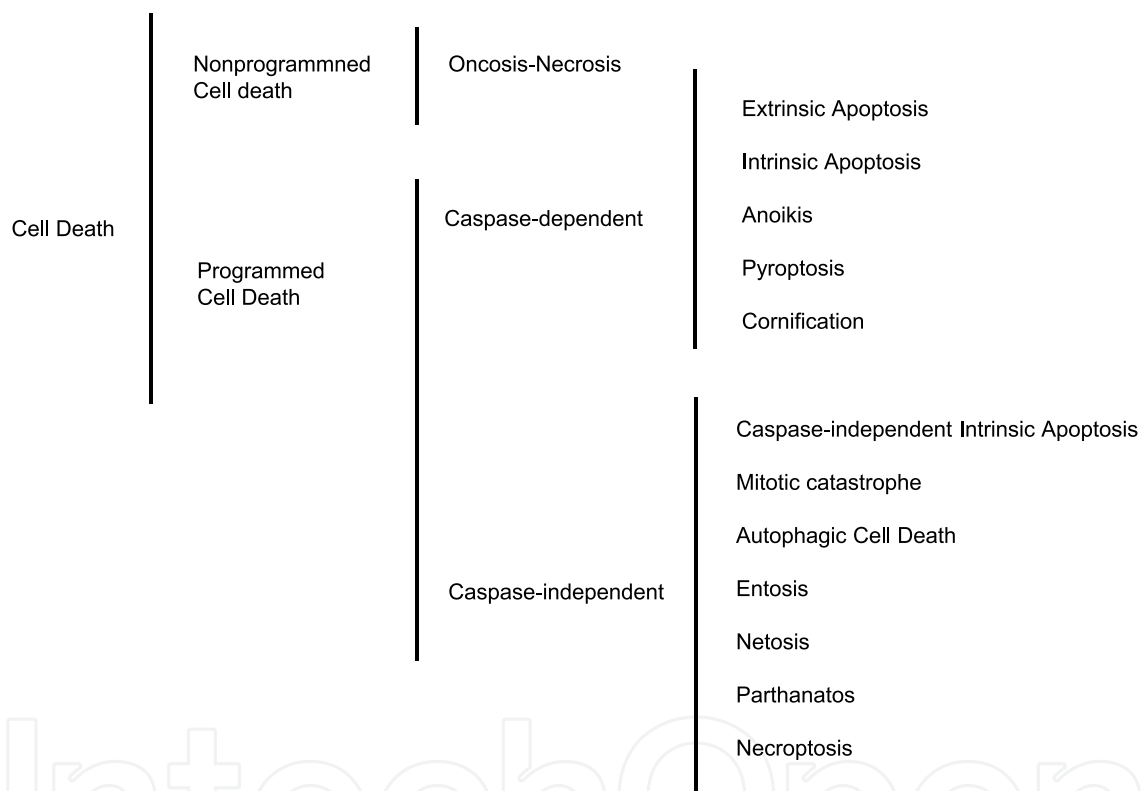 Cell Death
Nonprogrammned
Cell death
Programmed
Cell Death
Oncosis-Necrosis
Caspase-dependent
Caspase-independent
Extrinsic Apoptosis
Intrinsic Apoptosis
Anoikis
Pyroptosis
Cornification
Caspase-independent Intrinsic Apoptosis
Mitotic catastrophe
Autophagic Cell Death
Entosis
Netosis
Parthanatos
Necroptosis
IntechOpen